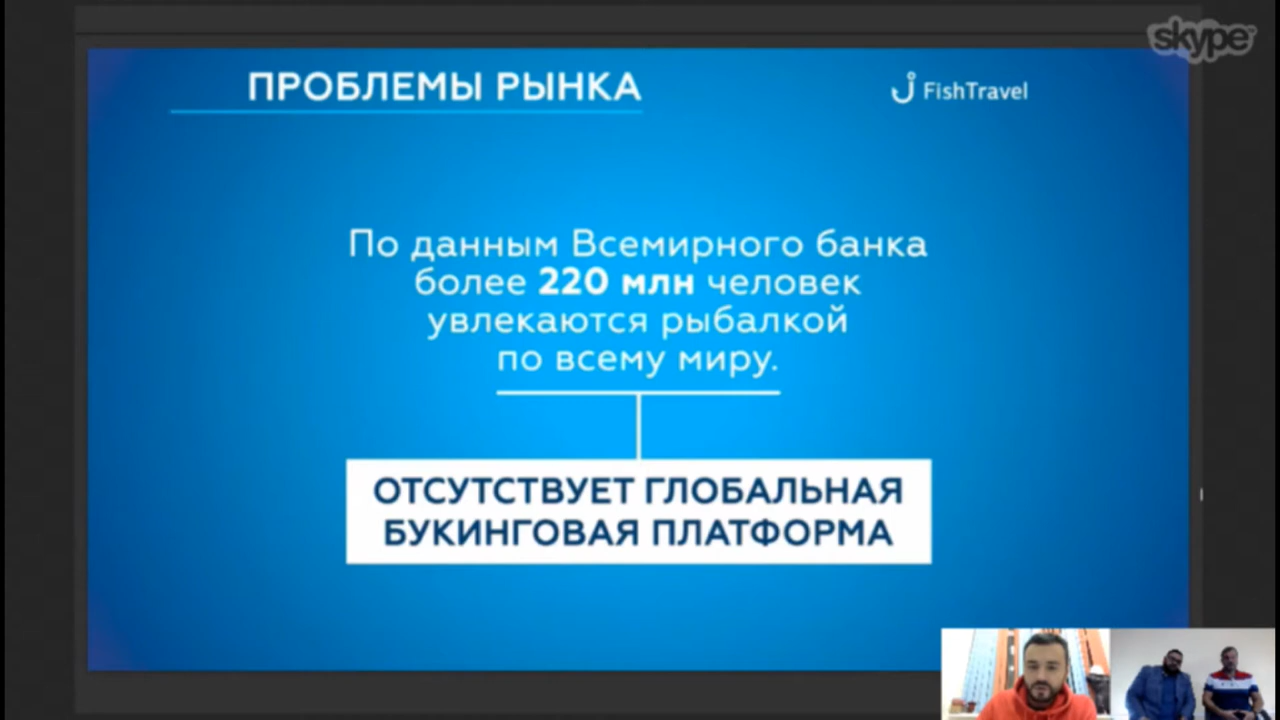 skype
ПРОБЛЕМЫ РЫНКА
FishTravel
По данным Всемирного банка
более 220 млн человек
увлекаются рыбалкой
по всему миру.
ОТСУТСТВУЕТ ГЛОБАЛЬНАЯ
БУКИНГОВАЯ ПЛАТФОРМА